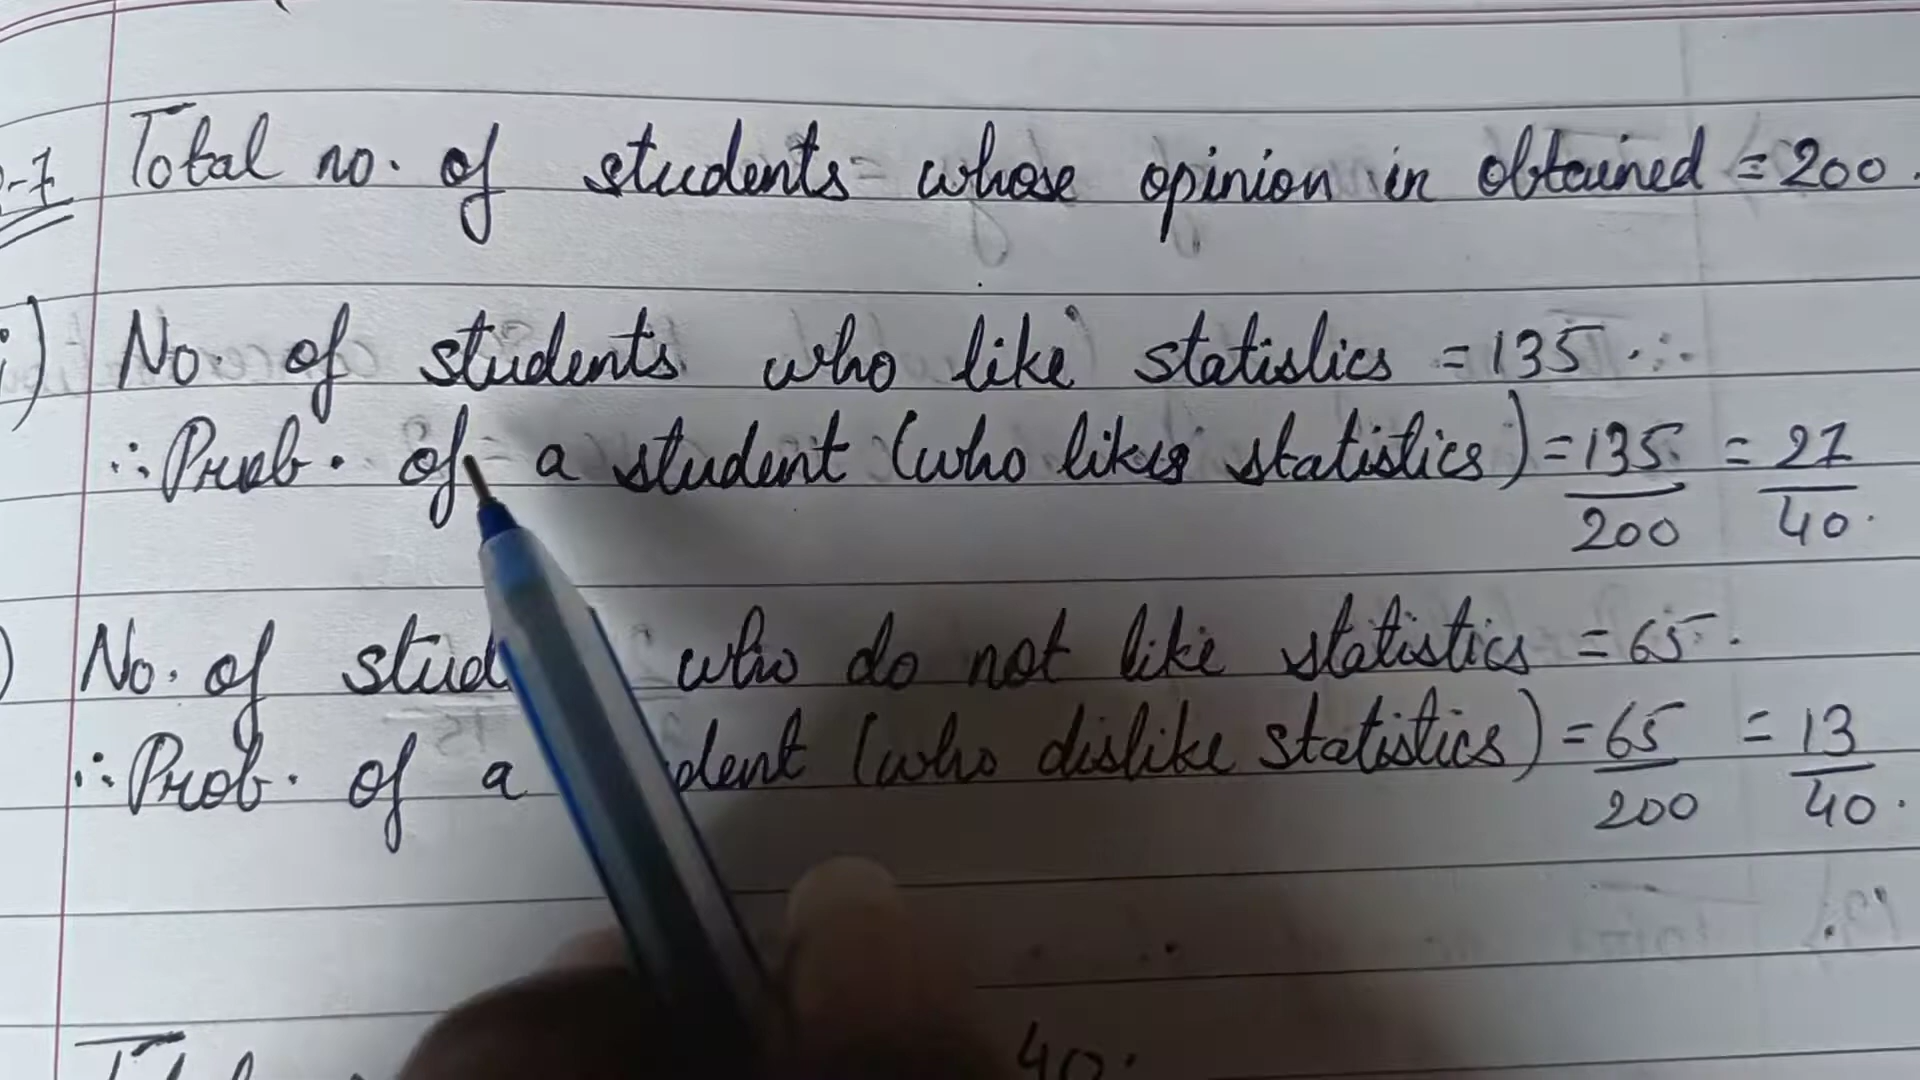 Total no. of students whose opinion in obtained = 200.
No. of students who like statistics = 135
∴ Prob. of a student (who likes statistics) = 135/200 = 27/40.
No. of stud who do not like statistics = 65.
∴ Prob. of a dent (who dislike statistics) = 65/200 = 13/40.
40.